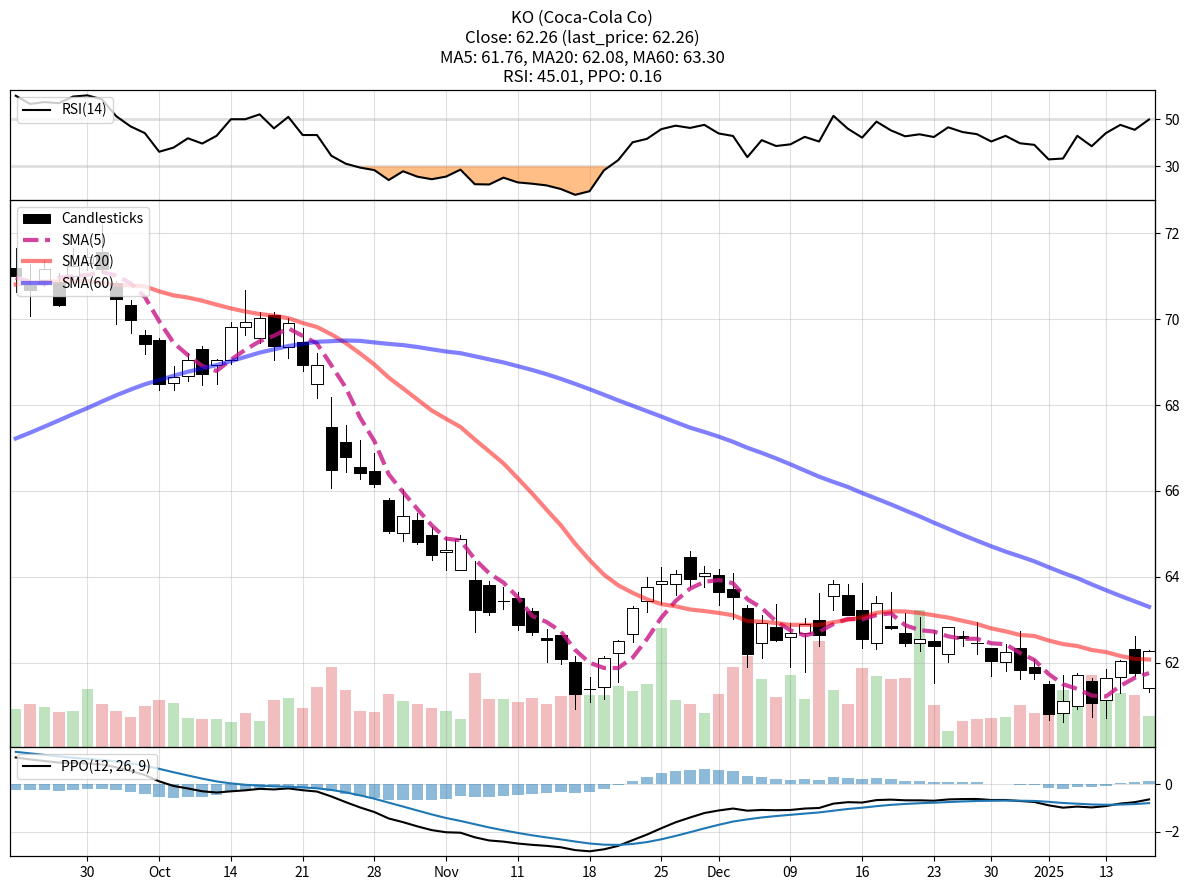 KO (Coca-Cola Co)
Close: 62.26 (last_price: 62.26)
MA5: 61.76, MA20: 62.08, MA60: 63.30
RSI: 45.01, PPO: 0.16
RSI(14)
50
30
Candlesticks
SMA(5)
SMA(20)
SMA(60)
72
70
68
66
64
62
PPO(12, 26, 9)
0
−2
30 Oct 14 21 28 Nov 11 18 25 Dec 09 16 23 30 2025 13